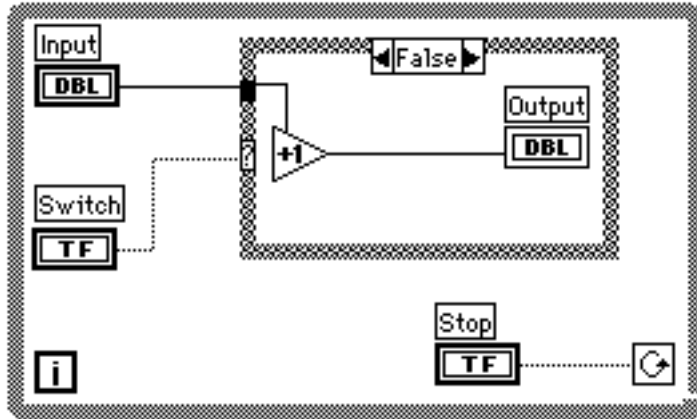 Input
DBL
False
Output
DBL
+1
?
Switch
TF
Stop
TF
i